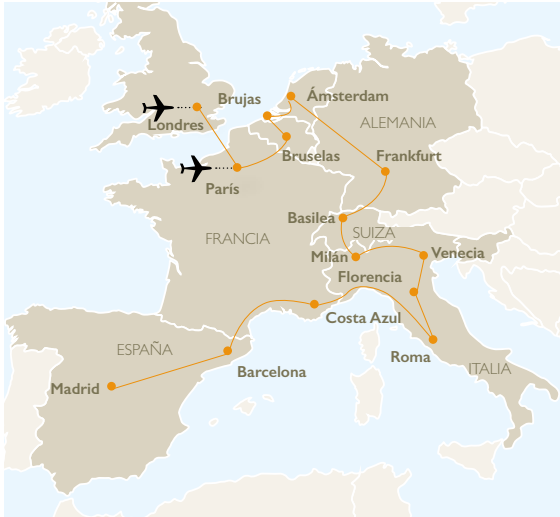 Brujas
Ámsterdam
Londres
ALEMANIA
Bruselas
Frankfurt
París
Basilea
FRANCIA
SUIZA
Milán
Venecia
Florencia
Costa Azul
ESPAÑA
Roma
Barcelona
ITALIA
Madrid